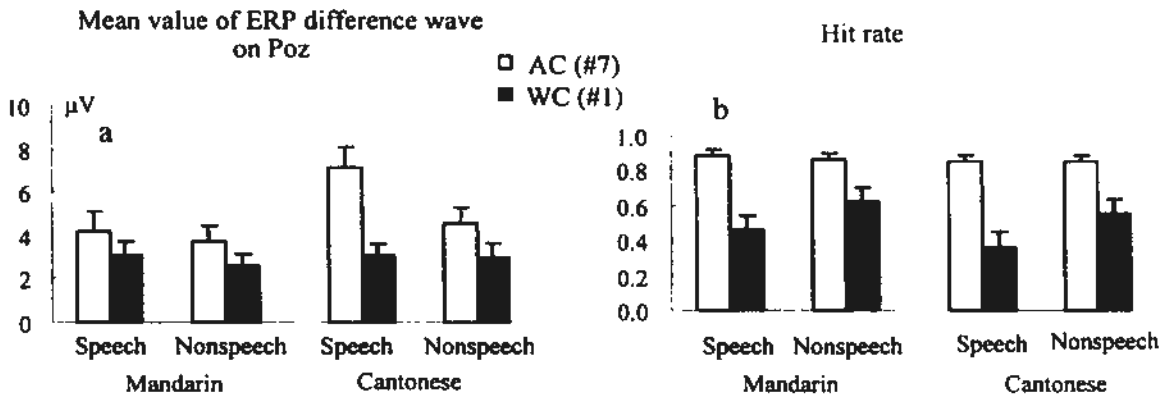 Mean value of ERP difference wave
on Poz
Hit rate
AC (#7)
WC (#1)
10
μV
a
8
6
4
2
0
Speech
Nonspeech
Speech
Nonspeech
Mandarin
Cantonese
b
1.0
0.8
0.6
0.4
0.2
0.0
Speech
Nonspeech
Speech
Nonspeech
Mandarin
Cantonese